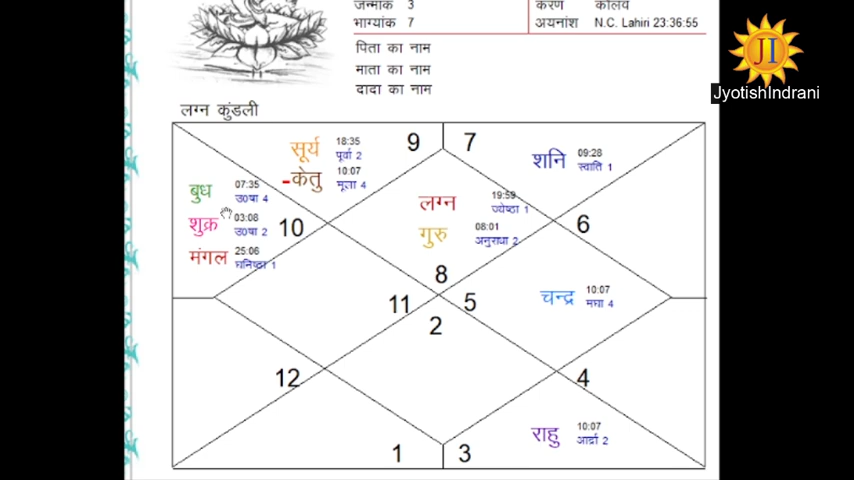 जन्मांक 3
करण कौलव
भाग्यांक 7
अयनांश N.C. Lahiri 23:36:55
पिता का नाम
माता का नाम
दादा का नाम
JI
JyotishIndrani
लग्न कुंडली
सूर्य 18:35 पूर्वा 2
-केतु 10:07 मूला 4
9
7
शनि 09:28 स्वाति 1
बुध 07:35 उ०षा 4
शुक्र 03:08 उ०षा 2
मंगल 25:06 धनिष्ठा 1
10
लग्न 19:59 ज्येष्ठा 1
गुरु 08:01 अनुराधा 2
6
8
11
5
2
चन्द्र 10:07 मघा 4
12
4
राहु 10:07 आर्द्रा 2
1
3